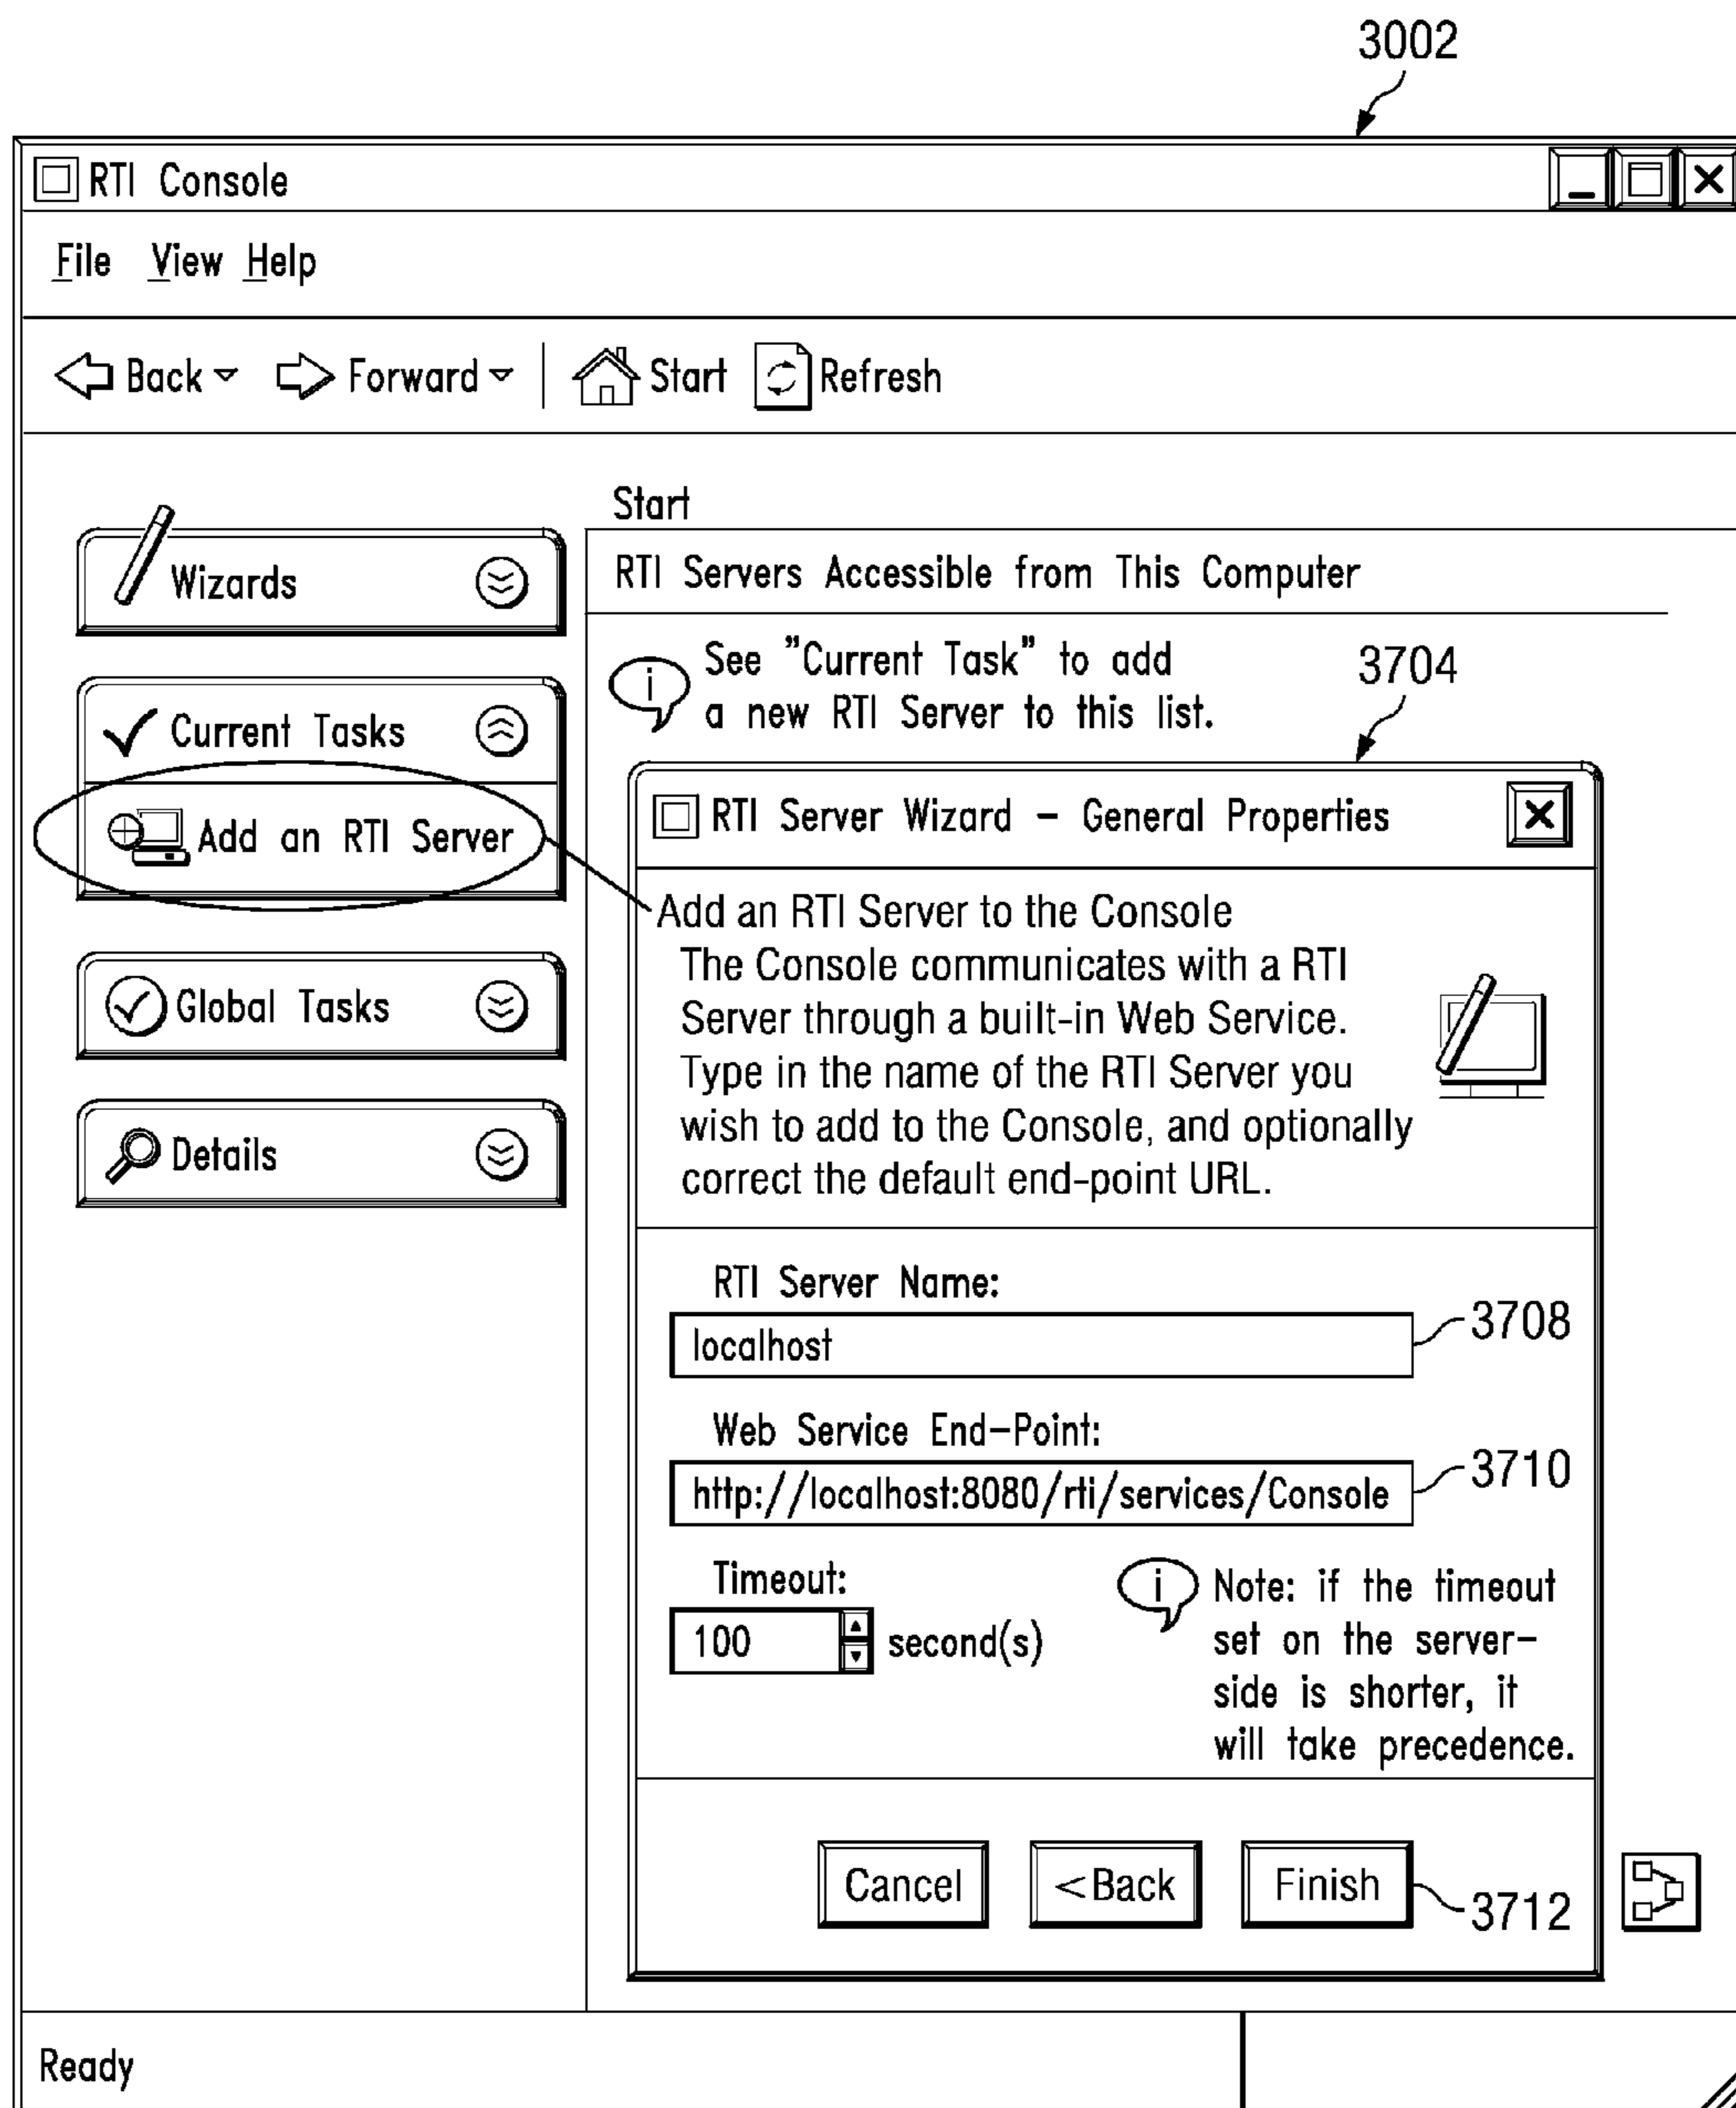 3002
RTI Console
File View Help
Back Forward Start Refresh
Start
Wizards
RTI Servers Accessible from This Computer
See "Current Task" to add
a new RTI Server to this list.
3704
Current Tasks
Add an RTI Server
Global Tasks
Details
RTI Server Wizard – General Properties
Add an RTI Server to the Console
The Console communicates with a RTI
Server through a built-in Web Service.
Type in the name of the RTI Server you
wish to add to the Console, and optionally
correct the default end-point URL.
RTI Server Name:
localhost
3708
Web Service End–Point:
http://localhost:8080/rti/services/Console
3710
Timeout:
100 second(s)
i Note: if the timeout
set on the server–
side is shorter, it
will take precedence.
Cancel <Back Finish
3712
Ready